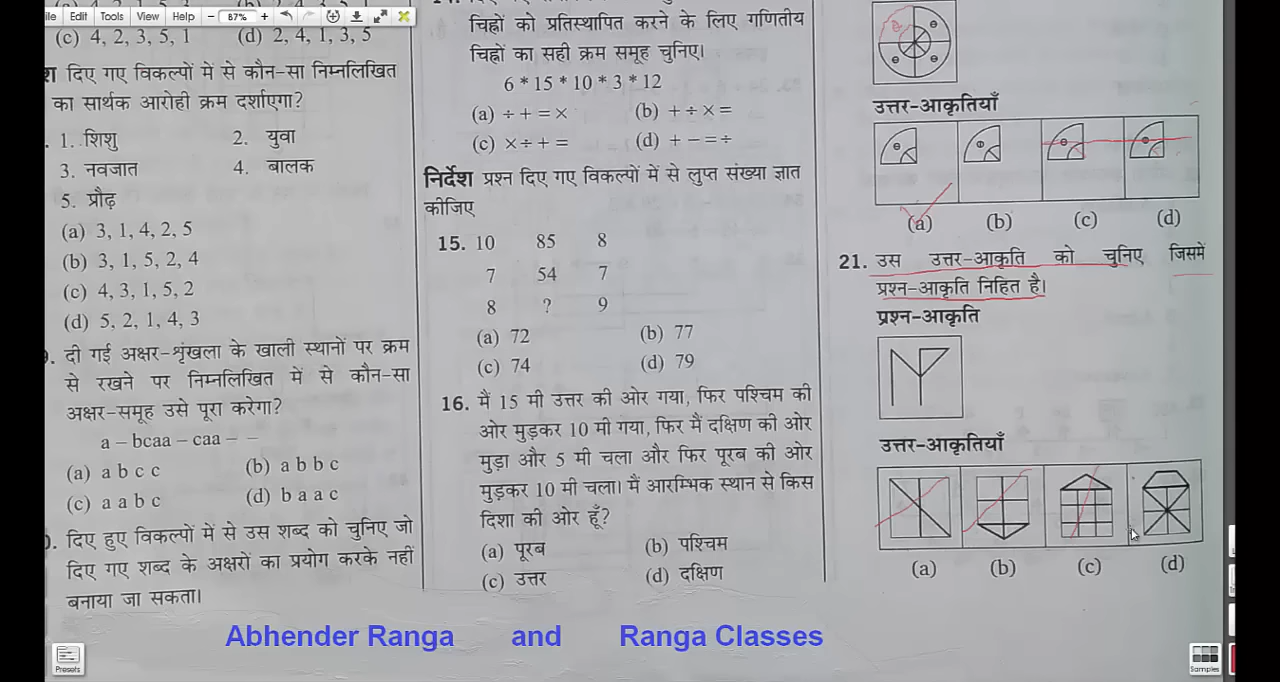 ile Edit Tools View Help − 87% +
(c) 4, 2, 3, 5, 1 (d) 2, 4, 1, 3, 5
श दिए गए विकल्पों में से कौन-सा निम्नलिखित
का सार्थक आरोही क्रम दर्शाएगा?
1. शिशु 2. युवा
3. नवजात 4. बालक
5. प्रौढ़
(a) 3, 1, 4, 2, 5
(b) 3, 1, 5, 2, 4
(c) 4, 3, 1, 5, 2
(d) 5, 2, 1, 4, 3
. दी गई अक्षर-शृंखला के खाली स्थानों पर क्रम
से रखने पर निम्नलिखित में से कौन-सा
अक्षर-समूह उसे पूरा करेगा?
a – bcaa – caa – –
(a) a b c c (b) a b b c
(c) a a b c (d) b a a c
. दिए हुए विकल्पों में से उस शब्द को चुनिए जो
दिए गए शब्द के अक्षरों का प्रयोग करके नहीं
बनाया जा सकता।
चिह्नों को प्रतिस्थापित करने के लिए गणितीय
चिह्नों का सही क्रम समूह चुनिए।
6 * 15 * 10 * 3 * 12
(a) ÷ + = × (b) + ÷ × =
(c) × ÷ + = (d) + − = ÷
निर्देश प्रश्न दिए गए विकल्पों में से लुप्त संख्या ज्ञात
कीजिए
15. 10 85 8
7 54 7
8 ? 9
(a) 72 (b) 77
(c) 74 (d) 79
16. मैं 15 मी उत्तर की ओर गया, फिर पश्चिम की
ओर मुड़कर 10 मी गया, फिर मैं दक्षिण की ओर
मुड़ा और 5 मी चला और फिर पूरब की ओर
मुड़कर 10 मी चला। मैं आरम्भिक स्थान से किस
दिशा की ओर हूँ?
(a) पूरब (b) पश्चिम
(c) उत्तर (d) दक्षिण
उत्तर-आकृतियाँ
(a) (b) (c) (d)
21. उस उत्तर-आकृति को चुनिए जिसमें
प्रश्न-आकृति निहित है।
प्रश्न-आकृति
उत्तर-आकृतियाँ
(a) (b) (c) (d)
Abhender Ranga and Ranga Classes
Presets
Samples